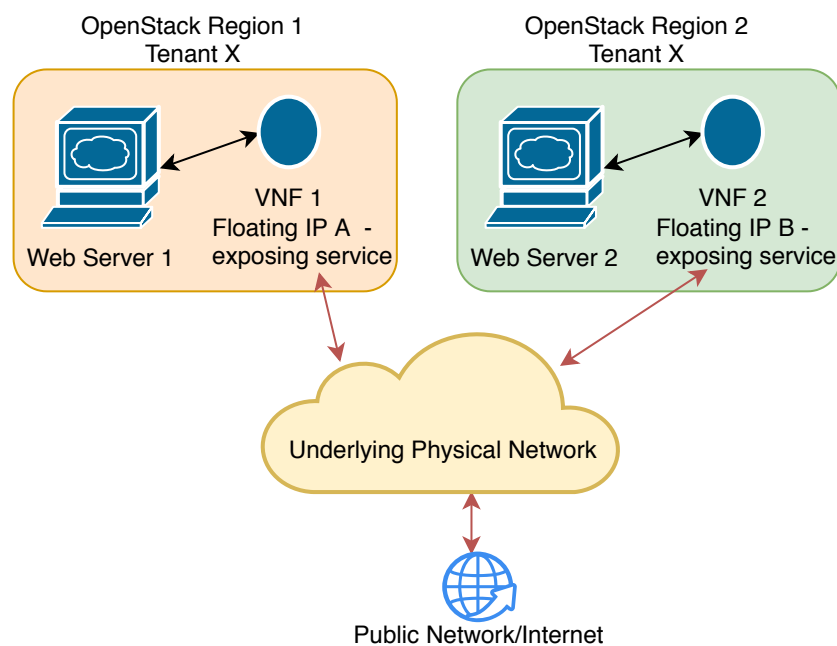 OpenStack Region 1
Tenant X
OpenStack Region 2
Tenant X
VNF 1
Floating IP A -
exposing service
Web Server 1
VNF 2
Floating IP B -
exposing service
Web Server 2
Underlying Physical Network
Public Network/Internet